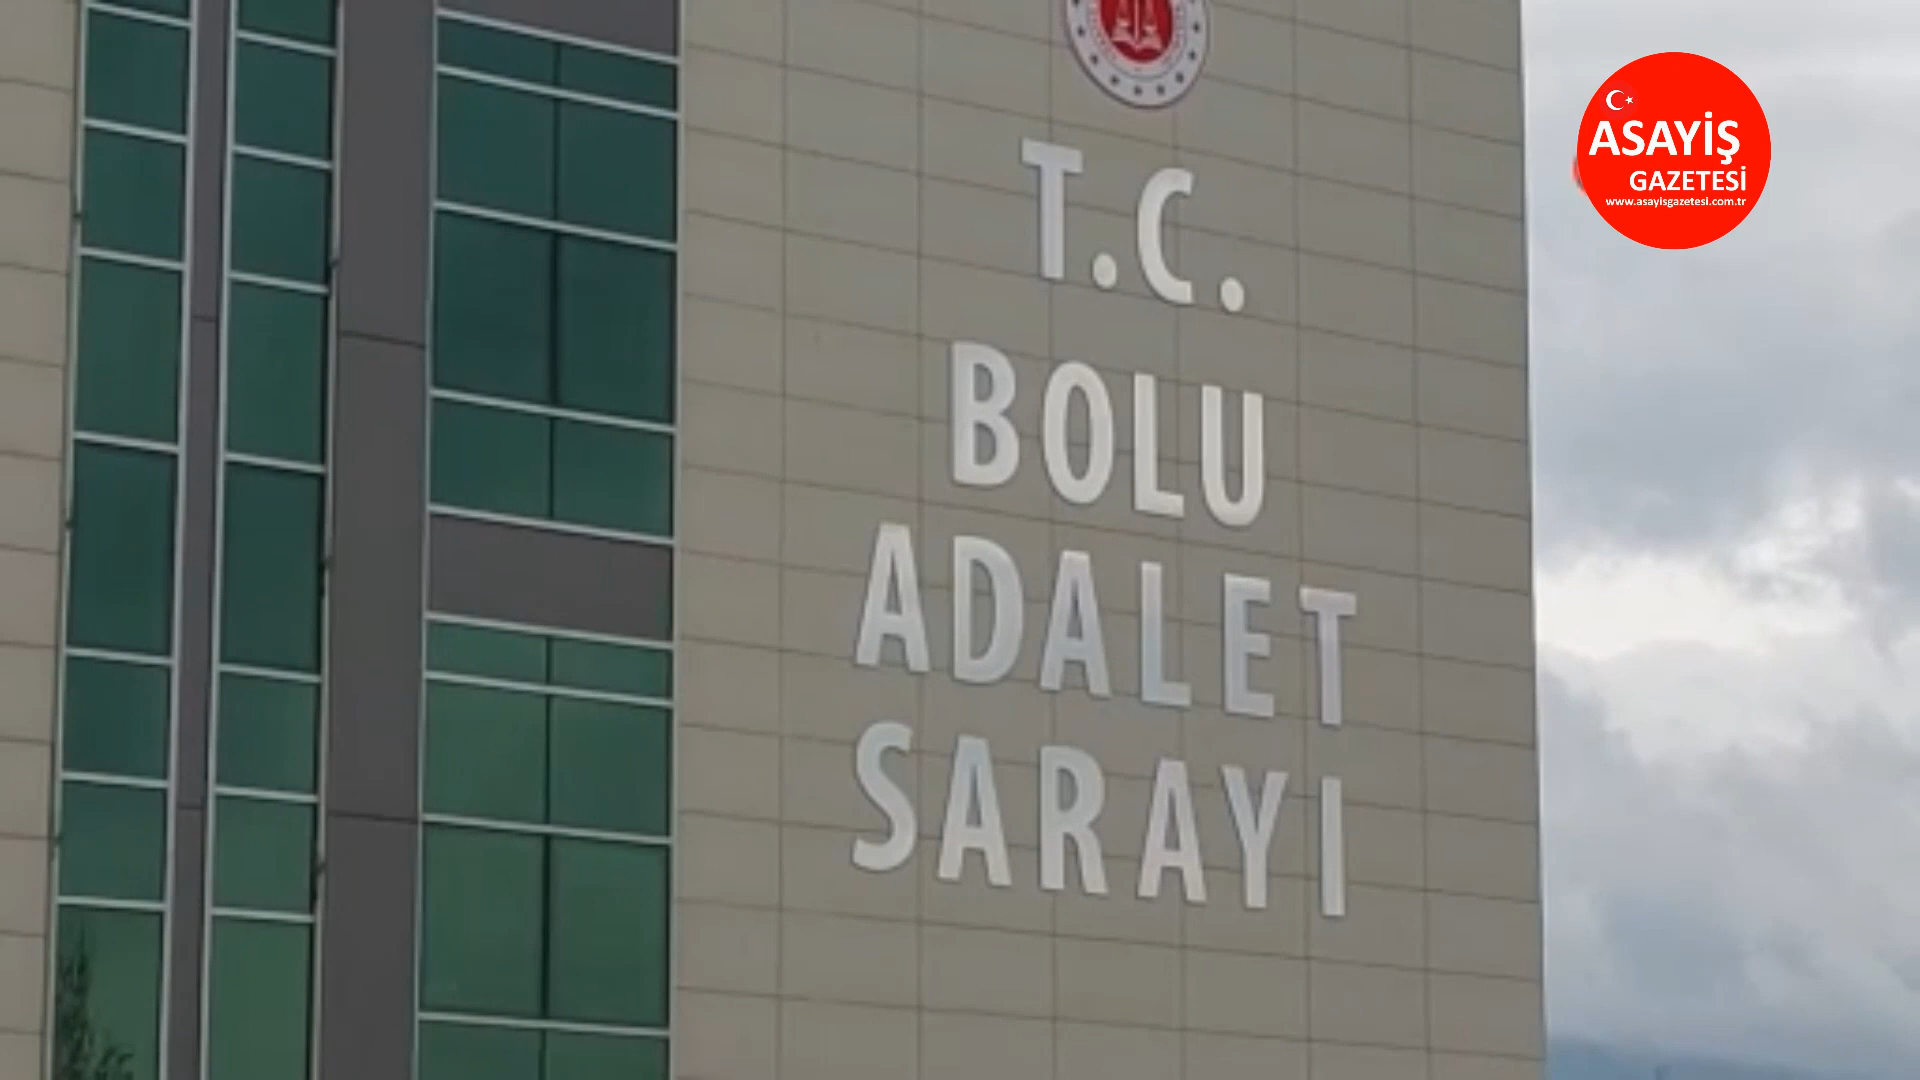 T.C.
BOLU
ADALET
SARAYI
ASAYİŞ
GAZETESİ
www.asayisgazetesi.com.tr